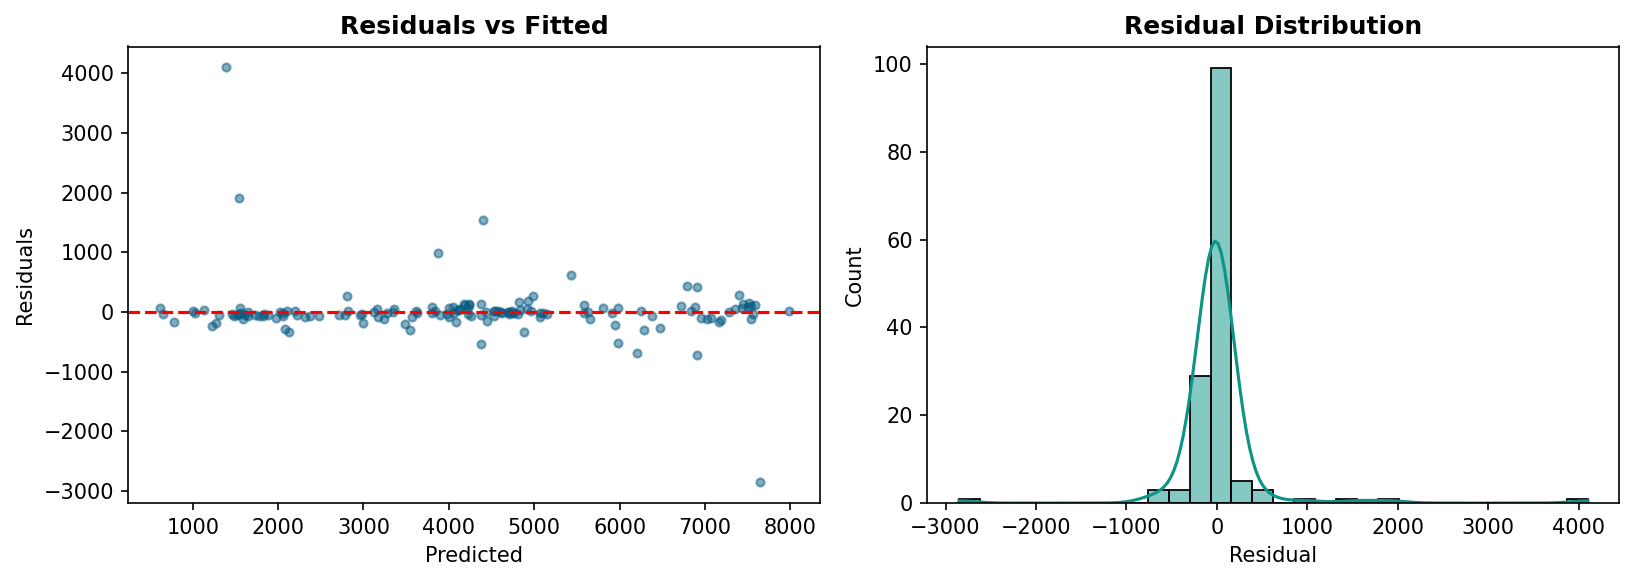 Residuals vs Fitted
4000
3000
2000
1000
0
−1000
−2000
−3000
Residuals
1000 2000 3000 4000 5000 6000 7000 8000
Predicted
Residual Distribution
100
80
60
40
20
0
Count
−3000 −2000 −1000 0 1000 2000 3000 4000
Residual